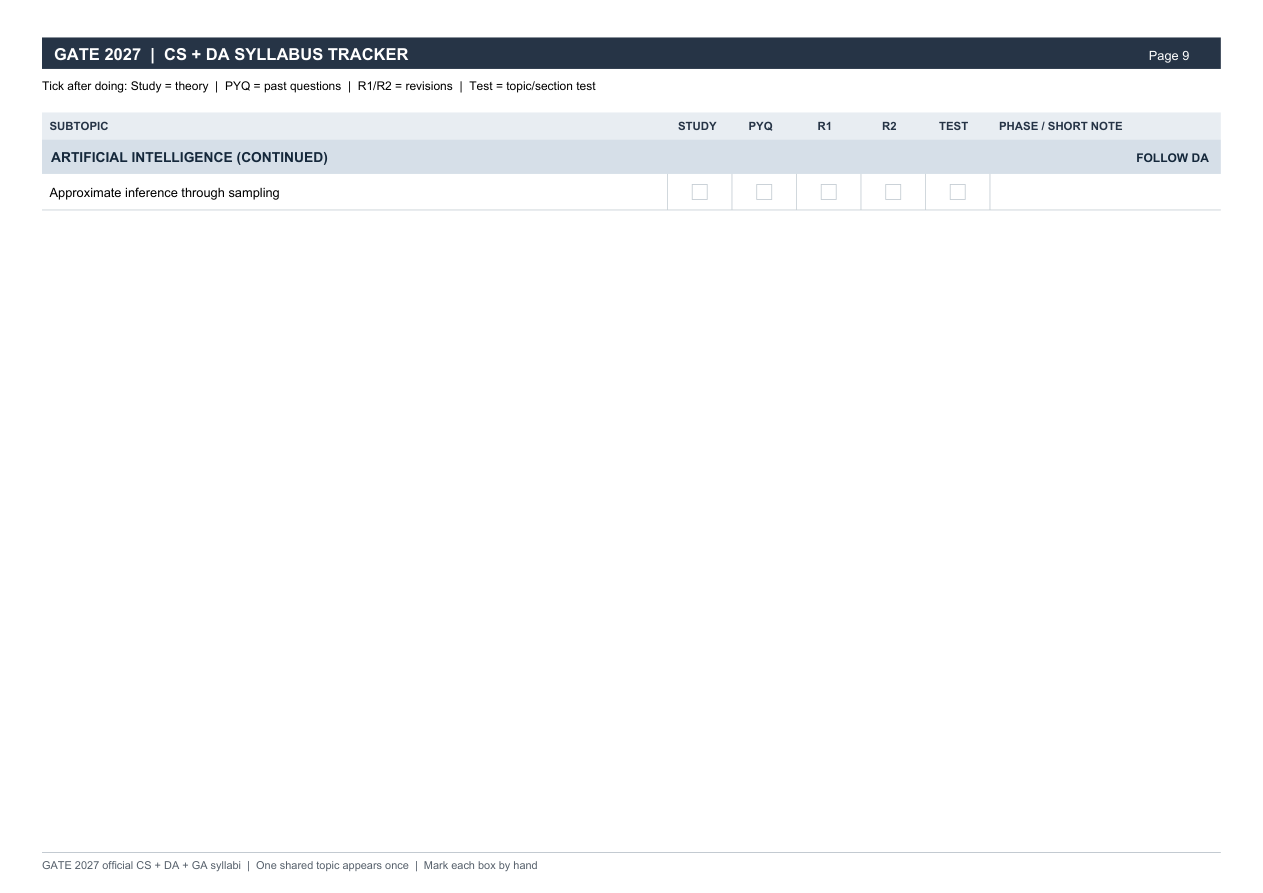 GATE 2027 | CS + DA SYLLABUS TRACKER Page 9
Tick after doing: Study = theory | PYQ = past questions | R1/R2 = revisions | Test = topic/section test
SUBTOPIC STUDY PYQ R1 R2 TEST PHASE / SHORT NOTE
ARTIFICIAL INTELLIGENCE (CONTINUED) FOLLOW DA
Approximate inference through sampling
GATE 2027 official CS + DA + GA syllabi | One shared topic appears once | Mark each box by hand